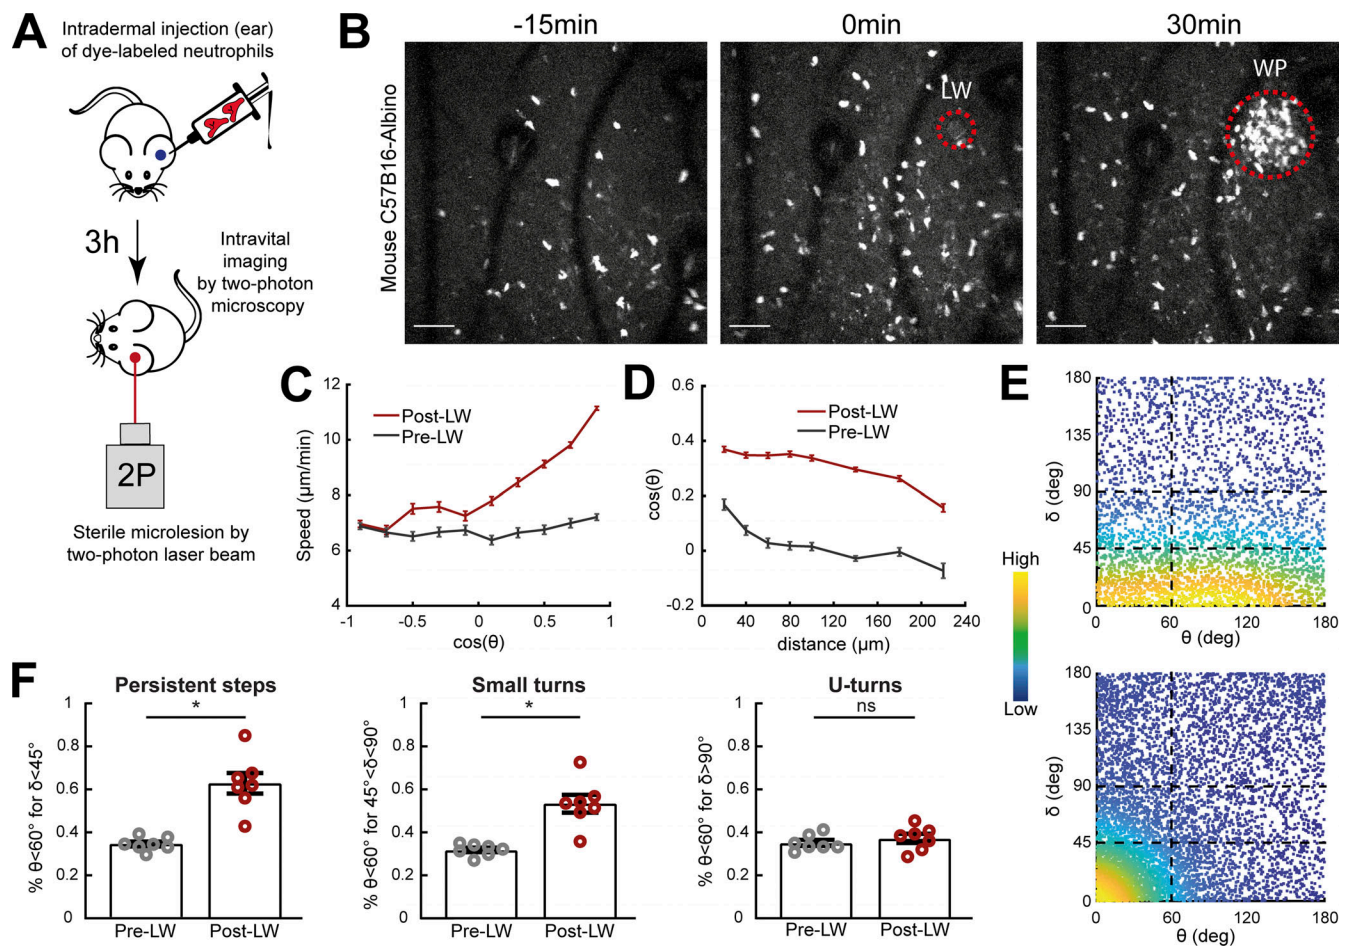 A
Intradermal injection (ear)
of dye-labeled neutrophils
3h
Intravital
imaging
by two-photon
microscopy
2P
Sterile microlesion by
two-photon laser beam
B
-15min
0min
30min
Mouse C57B16-Albino
LW
WP
C
12
10
8
6
4
Speed (µm/min)
Post-LW
Pre-LW
-1
-0.5
0
0.5
1
cos(θ)
D
0.6
0.4
0.2
0
-0.2
cos(θ)
Post-LW
Pre-LW
0
40
80
120
160
200
240
distance (µm)
E
High
Low
180
135
90
45
0
δ (deg)
0
60
120
180
θ (deg)
180
135
90
45
0
δ (deg)
0
60
120
180
θ (deg)
F
Persistent steps
*
1
0.8
0.6
0.4
0.2
0
% θ<60° for δ<45°
Pre-LW
Post-LW
Small turns
*
1
0.8
0.6
0.4
0.2
0
% θ<60° for 45°<δ<90°
Pre-LW
Post-LW
U-turns
ns
1
0.8
0.6
0.4
0.2
0
% θ<60° for δ>90°
Pre-LW
Post-LW